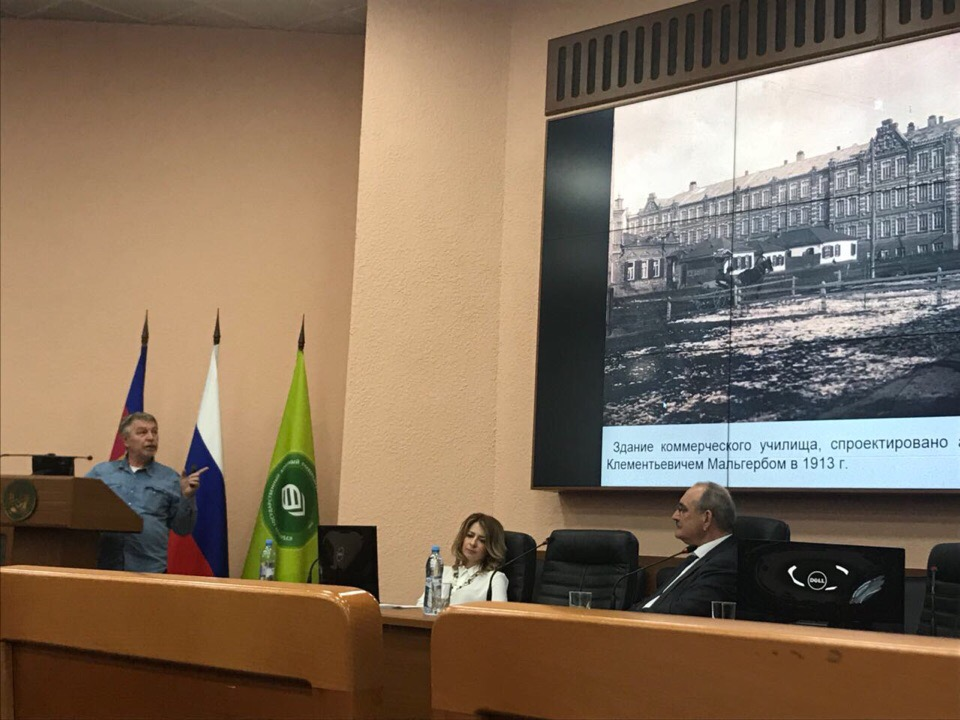 Здание коммерческого училища, спроектировано
Клементьевичем Мальгербом в 1913 г.
DELL